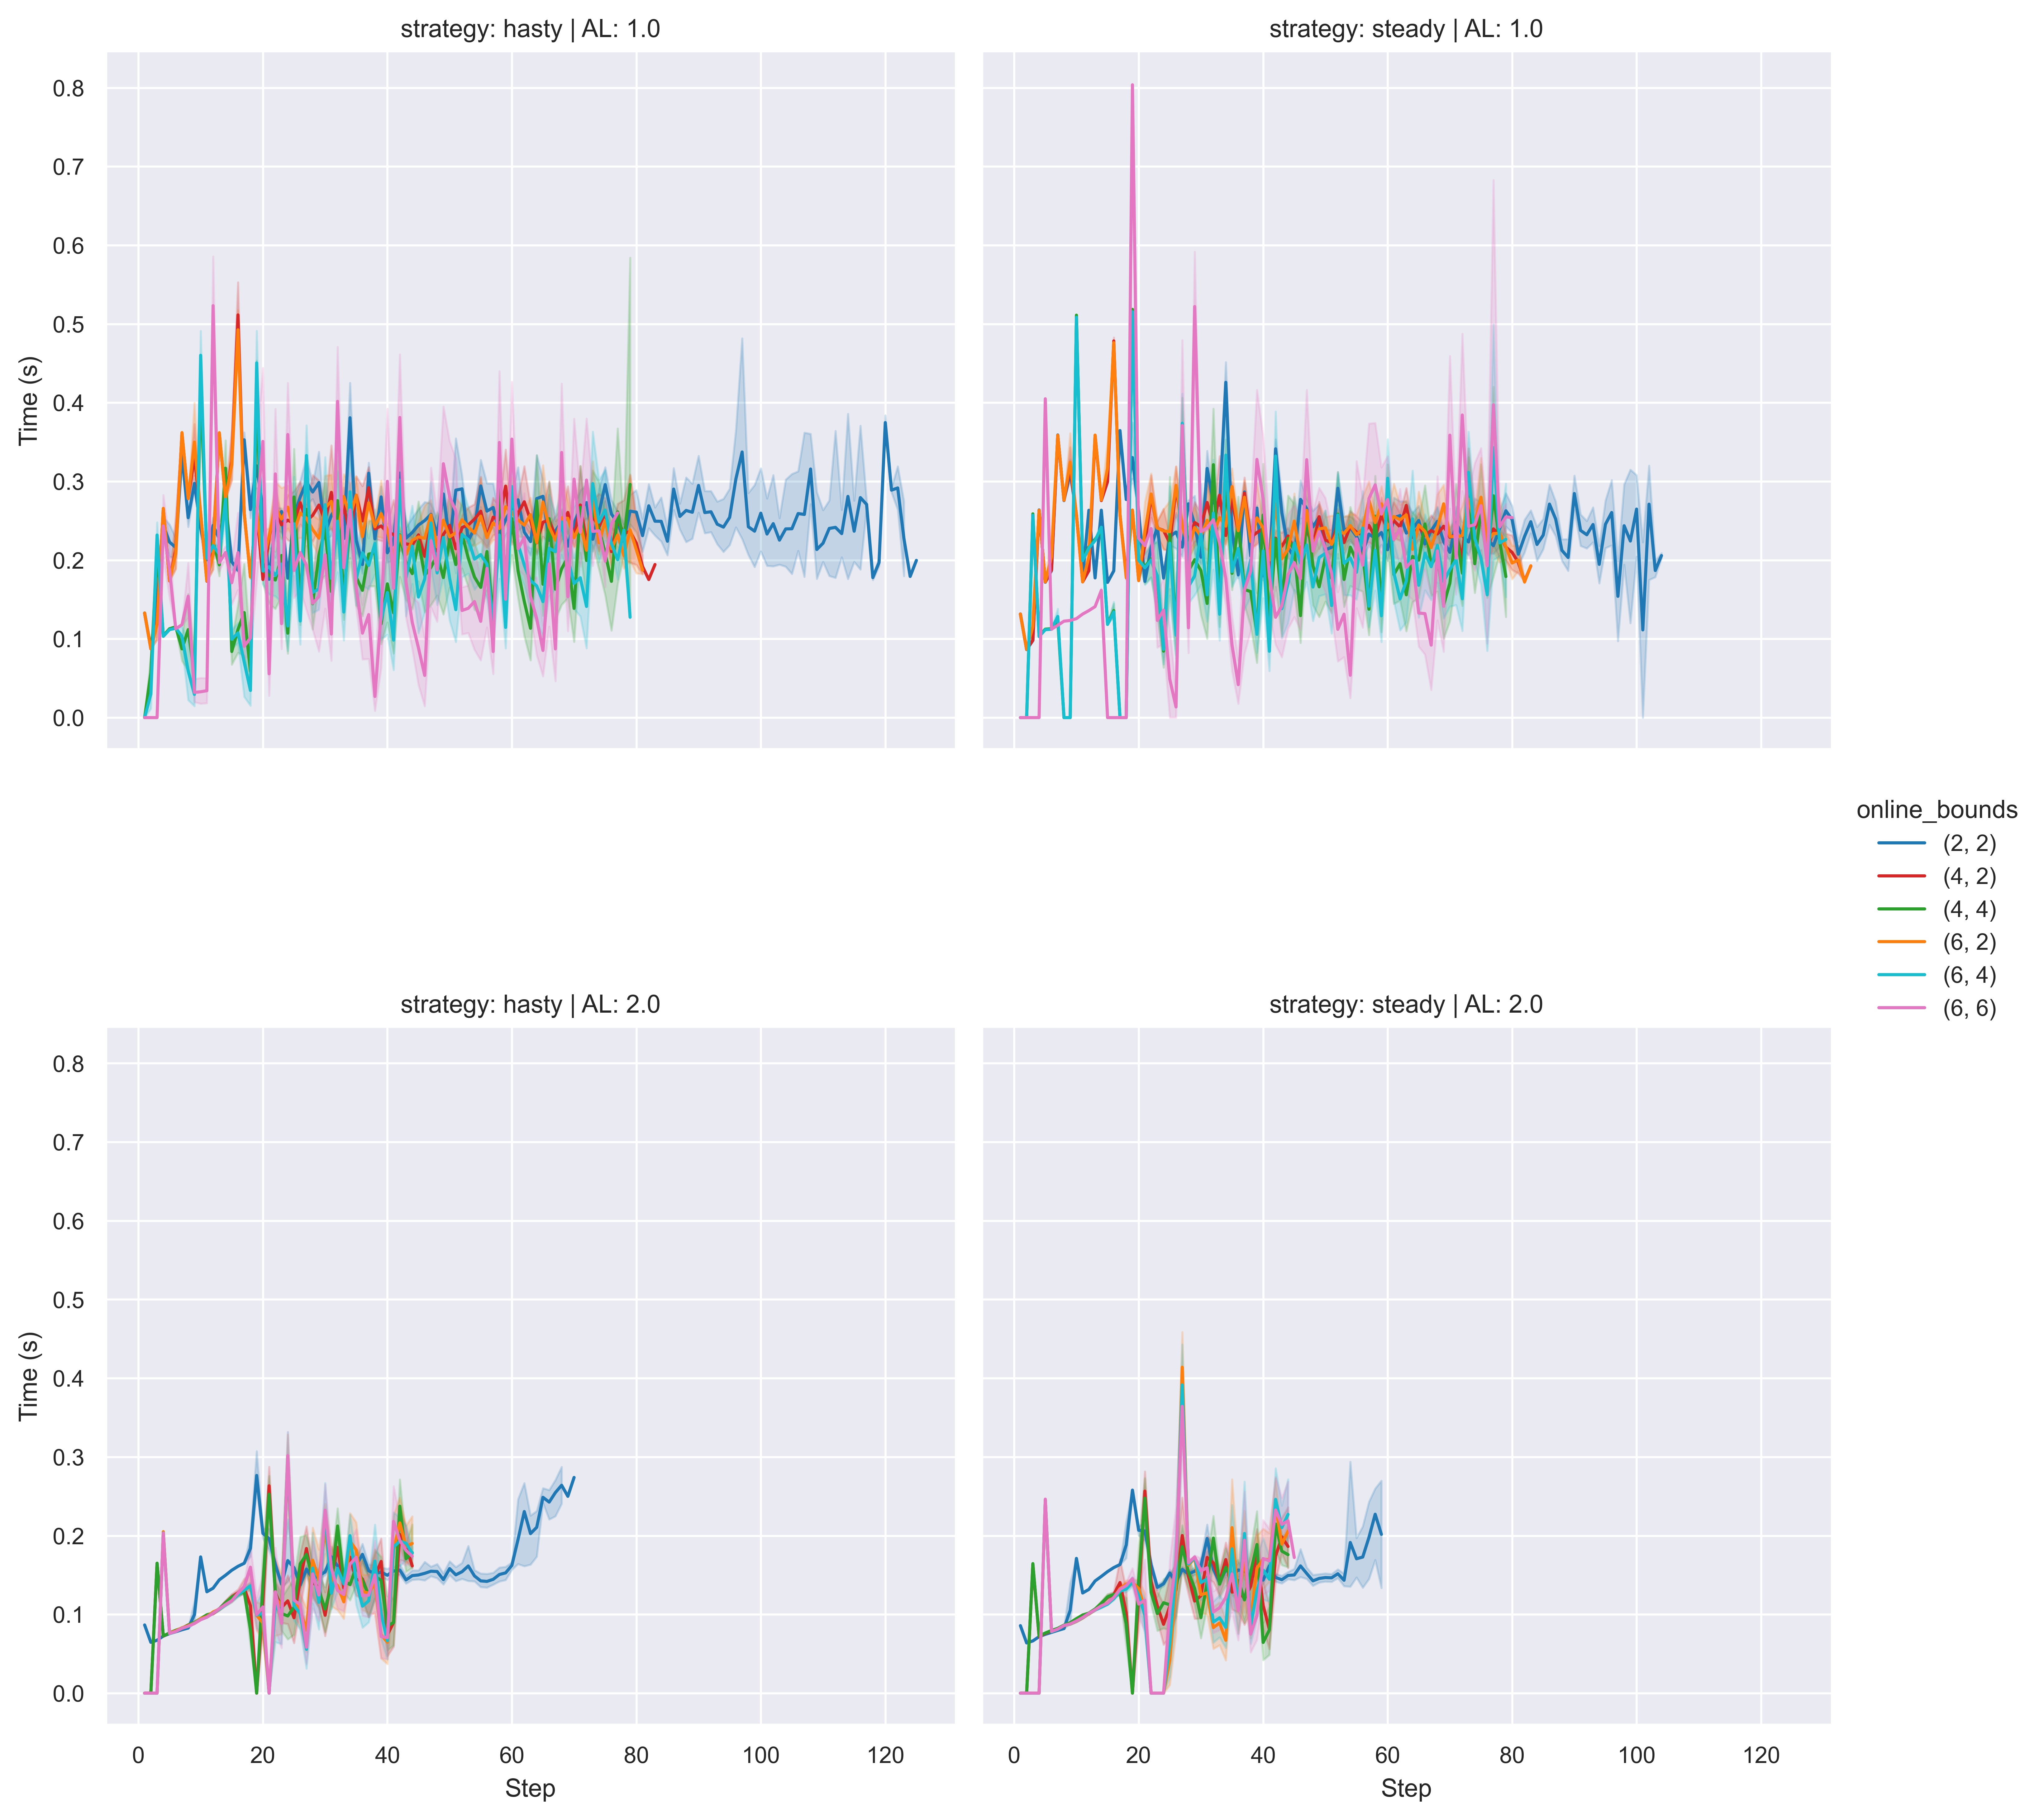 strategy: hasty | AL: 1.0
strategy: steady | AL: 1.0
0.8
0.7
0.6
0.5
0.4
0.3
0.2
0.1
0.0
Time (s)
online_bounds
(2, 2)
(4, 2)
(4, 4)
(6, 2)
(6, 4)
(6, 6)
strategy: hasty | AL: 2.0
strategy: steady | AL: 2.0
0.8
0.7
0.6
0.5
0.4
0.3
0.2
0.1
0.0
Time (s)
0 20 40 60 80 100 120
Step
0 20 40 60 80 100 120
Step